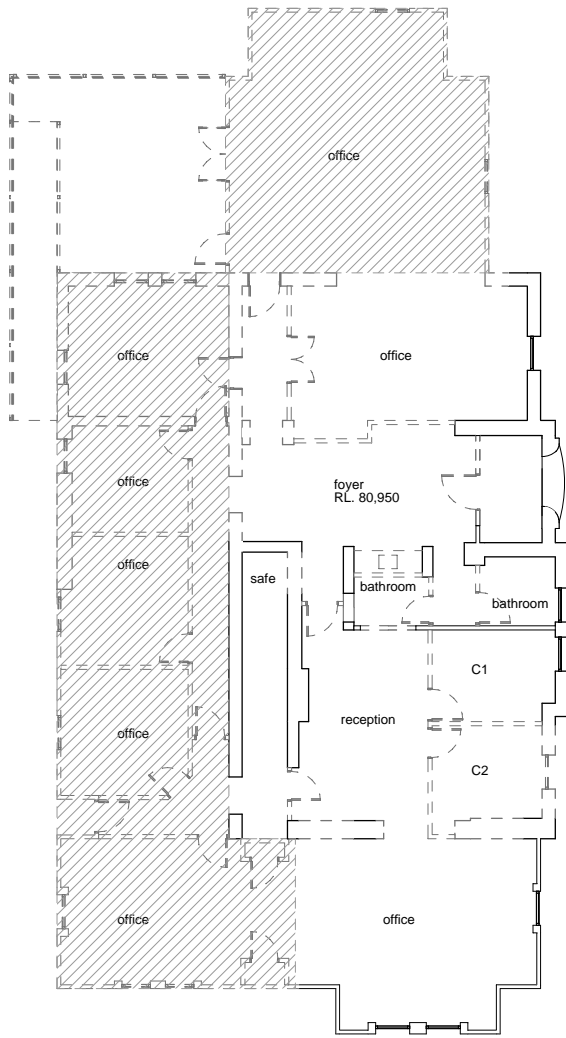 office
office
office
office
foyer
RL. 80,950
office
safe
bathroom
bathroom
C1
reception
office
C2
office
office